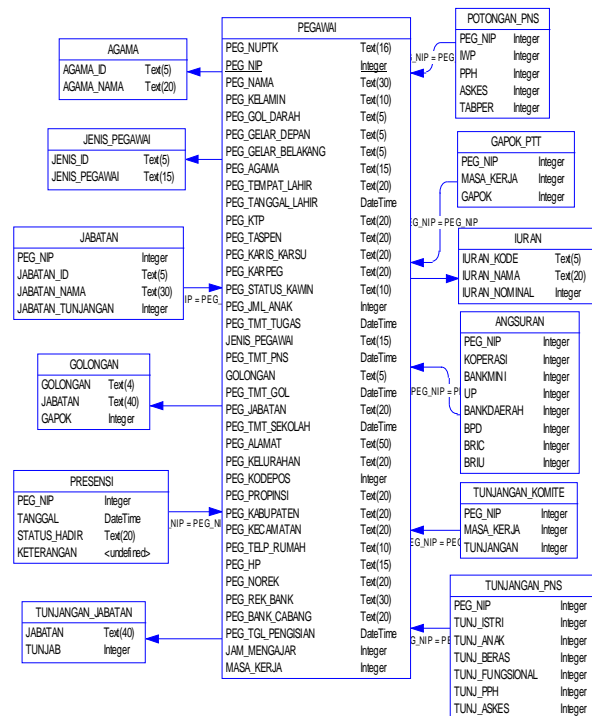 AGAMA
AGAMA_ID Text(5)
AGAMA_NAMA Text(20)
JENIS_PEGAWAI
JENIS_ID Text(5)
JENIS_PEGAWAI Text(15)
JABATAN
PEG_NIP Integer
JABATAN_ID Text(5)
JABATAN_NAMA Text(30)
JABATAN_TUNJANGAN Integer
GOLONGAN
GOLONGAN Text(4)
JABATAN Text(40)
GAPOK Integer
PRESENSI
PEG_NIP Integer
TANGGAL DateTime
STATUS_HADIR Text(20)
KETERANGAN <undefined>
TUNJANGAN_JABATAN
JABATAN Text(40)
TUNJAB Integer
PEGAWAI
PEG_NUPTK Text(16)
PEG_NIP Integer
PEG_NAMA Text(30)
PEG_KELAMIN Text(10)
PEG_GOL_DARAH Text(5)
PEG_GELAR_DEPAN Text(5)
PEG_GELAR_BELAKANG Text(5)
PEG_AGAMA Text(15)
PEG_TEMPAT_LAHIR Text(20)
PEG_TANGGAL_LAHIR DateTime
PEG_KTP Text(20)
PEG_TASPEN Text(20)
PEG_KARIS_KARSU Text(20)
PEG_KARPEG Text(20)
PEG_STATUS_KAWIN Text(10)
PEG_JML_ANAK Integer
PEG_TMT_TUGAS DateTime
JENIS_PEGAWAI Text(15)
PEG_TMT_PNS DateTime
GOLONGAN Text(5)
PEG_TMT_GOL DateTime
PEG_JABATAN Text(20)
PEG_TMT_SEKOLAH DateTime
PEG_ALAMAT Text(50)
PEG_KELURAHAN Text(20)
PEG_KODEPOS Integer
PEG_PROPINSI Text(20)
PEG_KABUPATEN Text(20)
PEG_KECAMATAN Text(20)
PEG_TELP_RUMAH Text(10)
PEG_HP Text(15)
PEG_NOREK Text(20)
PEG_REK_BANK Text(30)
PEG_BANK_CABANG Text(20)
PEG_TGL_PENGISIAN DateTime
JAM_MENGAJAR Integer
MASA_KERJA Integer
POTONGAN_PNS
PEG_NIP Integer
IWP Integer
PPH Integer
ASKES Integer
TABPER Integer
GAPOK_PTT
PEG_NIP Integer
MASA_KERJA Integer
GAPOK Integer
_NIP = PEG_NIP
IURAN
IURAN_KODE Text(5)
IURAN_NAMA Text(20)
IURAN_NOMINAL Integer
ANGSURAN
PEG_NIP Integer
KOPERASI Integer
BANKMINI Integer
UP Integer
BANKDAERAH Integer
BPD Integer
BRIC Integer
BRIU Integer
TUNJANGAN_KOMITE
PEG_NIP Integer
MASA_KERJA Integer
TUNJANGAN Integer
TUNJANGAN_PNS
PEG_NIP Integer
TUNJ_ISTRI Integer
TUNJ_ANAK Integer
TUNJ_BERAS Integer
TUNJ_FUNGSIONAL Integer
TUNJ_PPH Integer
TUNJ_ASKES Integer